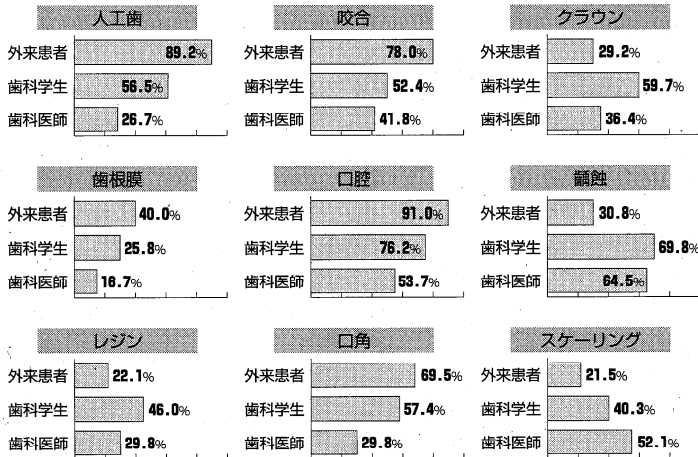 人工歯
外来患者 89.2%
歯科学生 56.5%
歯科医師 26.7%
咬合
外来患者 78.0%
歯科学生 52.4%
歯科医師 41.8%
クラウン
外来患者 29.2%
歯科学生 59.7%
歯科医師 36.4%
歯根膜
外来患者 40.0%
歯科学生 25.8%
歯科医師 16.7%
口腔
外来患者 91.0%
歯科学生 76.2%
歯科医師 53.7%
齲蝕
外来患者 30.8%
歯科学生 69.8%
歯科医師 64.5%
レジン
外来患者 22.1%
歯科学生 46.0%
歯科医師 29.8%
口角
外来患者 69.5%
歯科学生 57.4%
歯科医師 29.8%
スケーリング
外来患者 21.5%
歯科学生 40.3%
歯科医師 52.1%